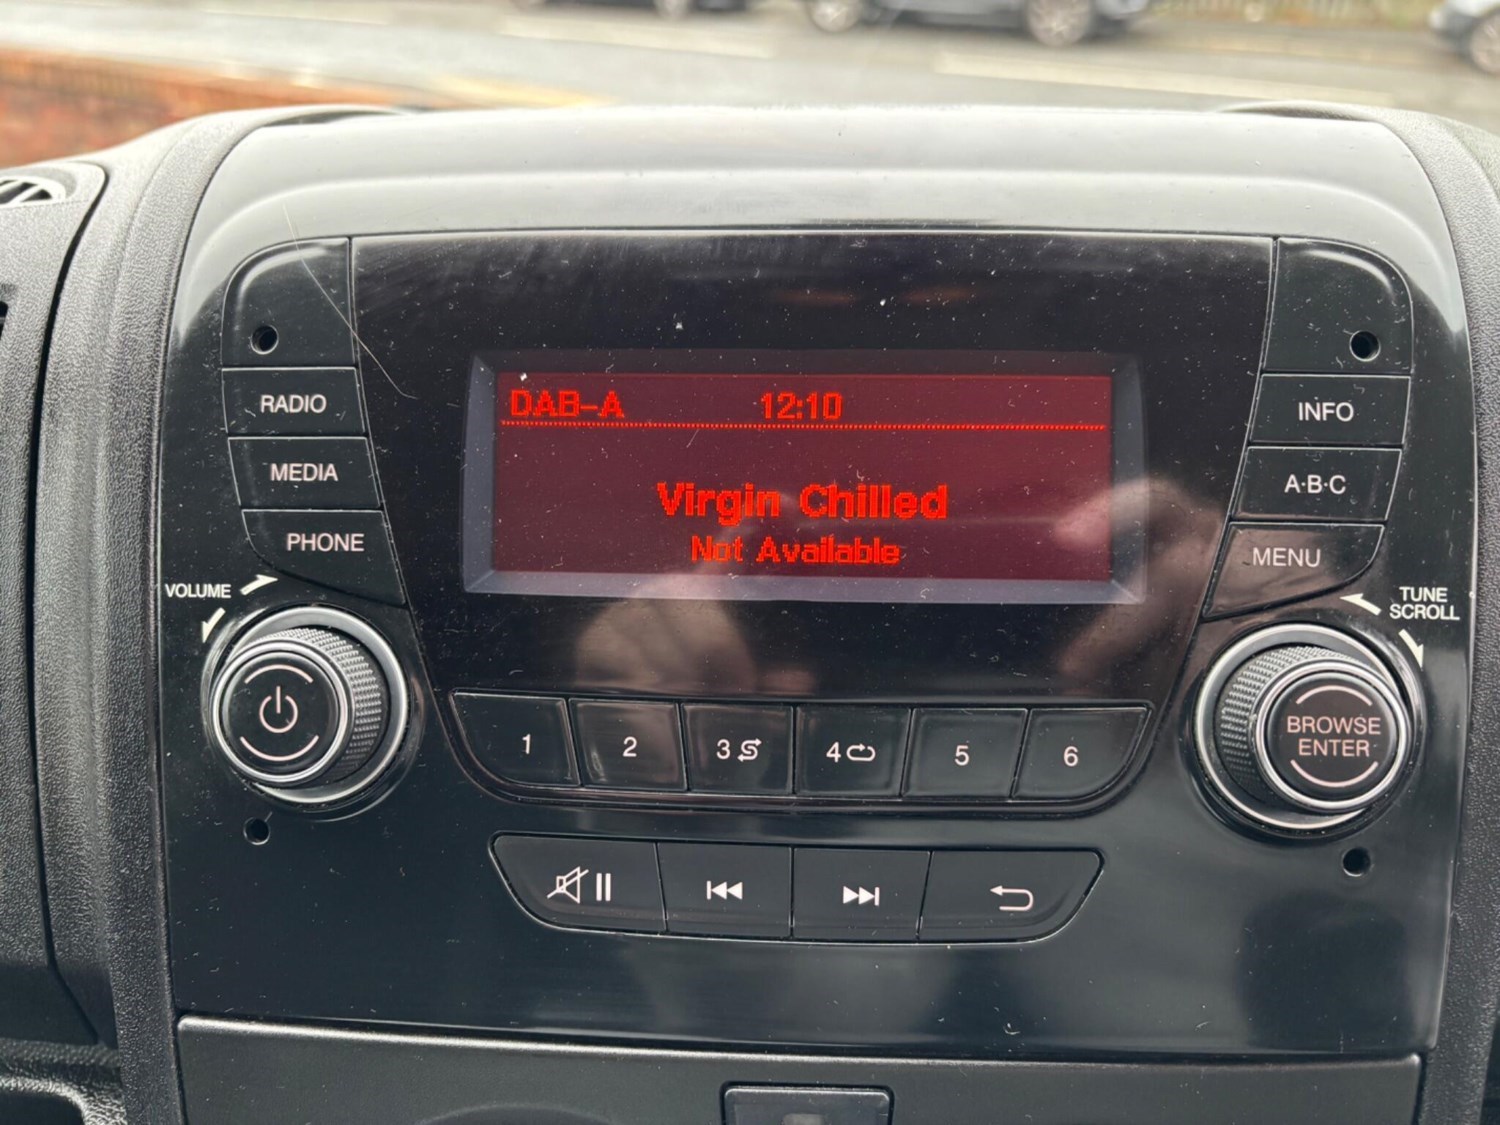 DAB-A 12:10
Virgin Chilled
Not Available
RADIO
MEDIA
PHONE
VOLUME
INFO
A·B·C
MENU
TUNE
SCROLL
BROWSE
ENTER
1 2 3 4 5 6